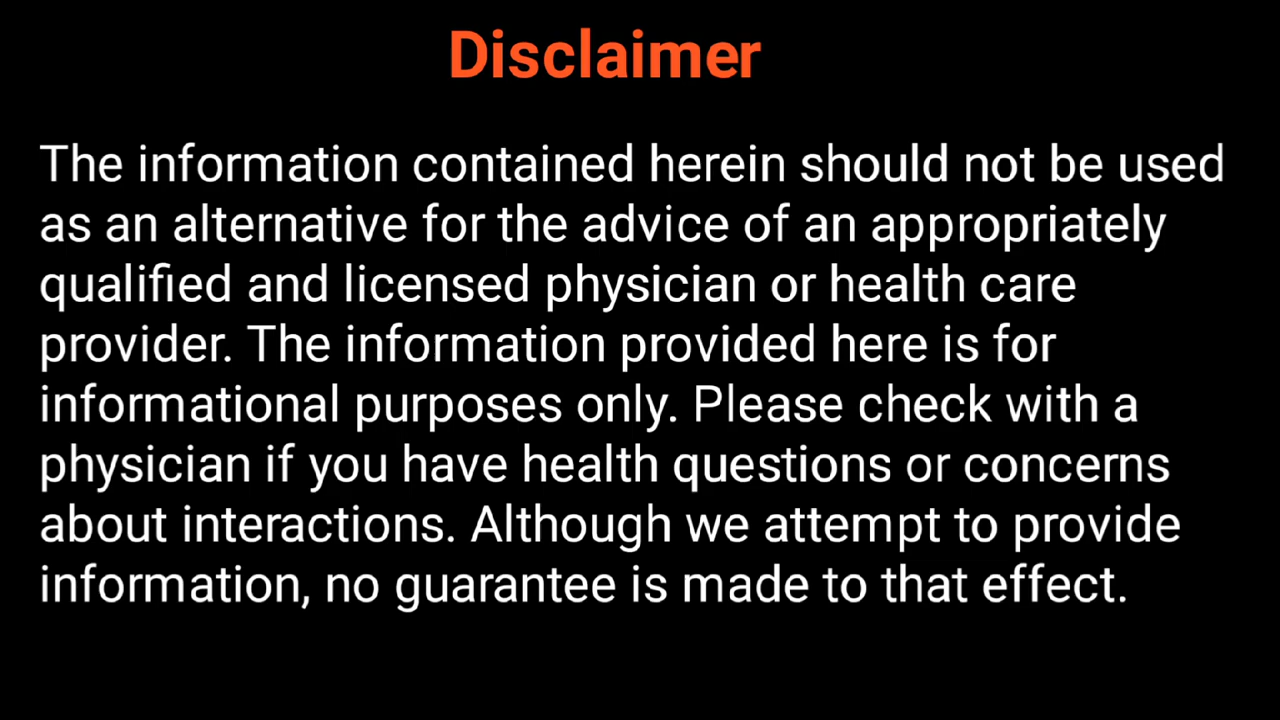 Disclaimer
The information contained herein should not be used
as an alternative for the advice of an appropriately
qualified and licensed physician or health care
provider. The information provided here is for
informational purposes only. Please check with a
physician if you have health questions or concerns
about interactions. Although we attempt to provide
information, no guarantee is made to that effect.